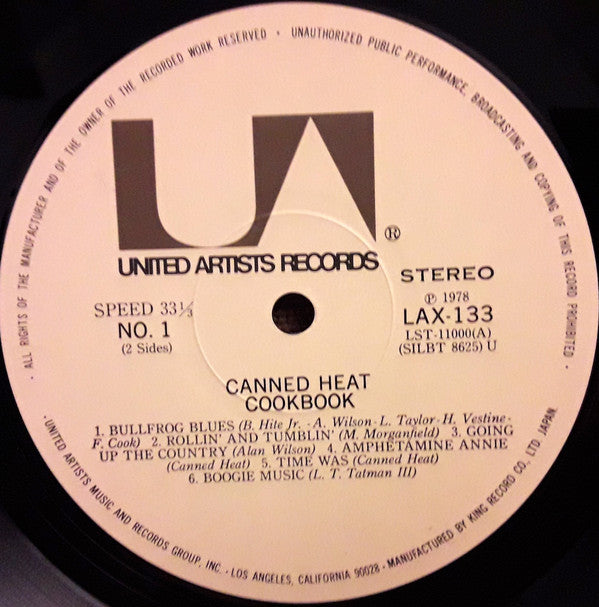 · ALL RIGHTS OF THE MANUFACTURER AND OF THE OWNER OF THE RECORDED WORK RESERVED · UNAUTHORIZED PUBLIC PERFORMANCE, BROADCASTING AND COPYING OF THIS RECORD PROHIBITED ·
UA
®
UNITED ARTISTS RECORDS
STEREO
SPEED 33⅓
NO. 1
(2 Sides)
℗ 1978
LAX-133
LST-11000(A)
(SILBT 8625) U
CANNED HEAT
COOKBOOK
1. BULLFROG BLUES (B. Hite Jr. -A. Wilson-L. Taylor-H. Vestine-
F. Cook) 2. ROLLIN' AND TUMBLIN' (M. Morganfield) 3. GOING
UP THE COUNTRY (Alan Wilson) 4. AMPHETAMINE ANNIE
(Canned Heat) 5. TIME WAS (Canned Heat)
6. BOOGIE MUSIC (L. T. Tatman III)
· UNITED ARTISTS MUSIC AND RECORDS GROUP, INC. · LOS ANGELES, CALIFORNIA 90028 · MANUFACTURED BY KING RECORD CO., LTD. JAPAN